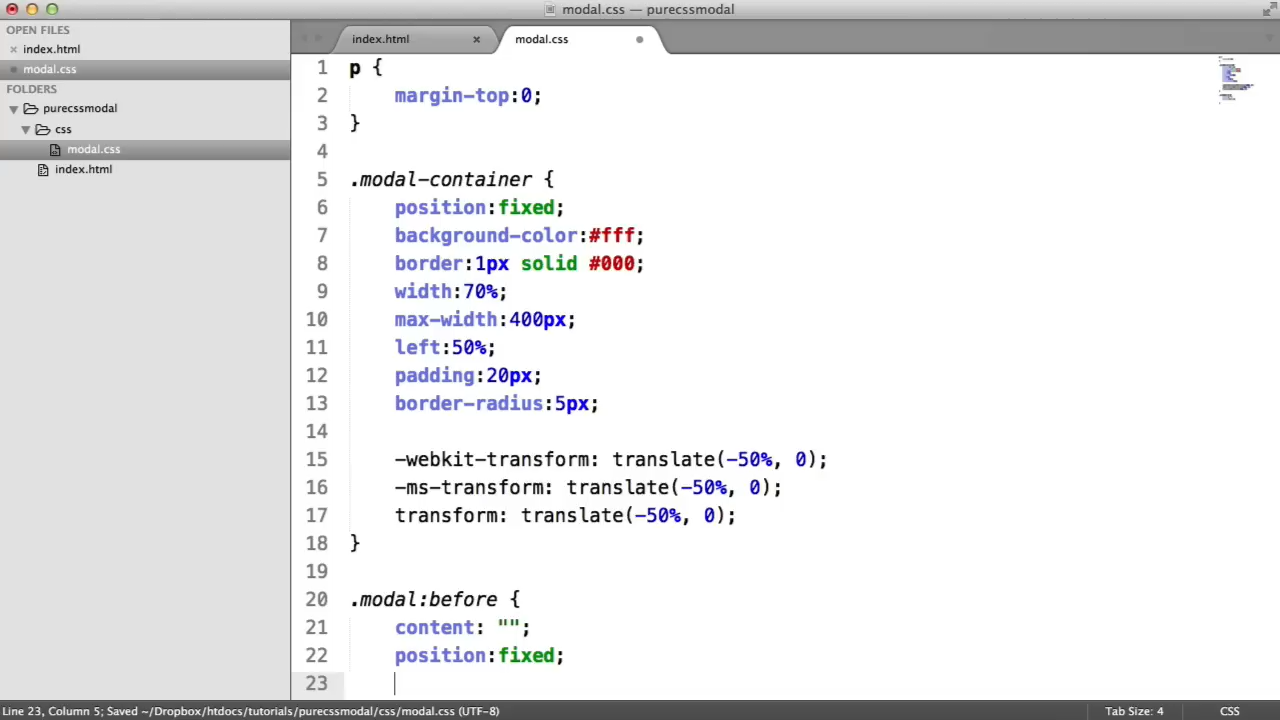 modal.css — purecssmodal
OPEN FILES
index.html
modal.css
FOLDERS
purecssmodal
css
modal.css
index.html
index.html
modal.css
1 p {
2 margin-top:0;
3 }
4
5 .modal-container {
6 position:fixed;
7 background-color:#fff;
8 border:1px solid #000;
9 width:70%;
10 max-width:400px;
11 left:50%;
12 padding:20px;
13 border-radius:5px;
14
15 -webkit-transform: translate(-50%, 0);
16 -ms-transform: translate(-50%, 0);
17 transform: translate(-50%, 0);
18 }
19
20 .modal:before {
21 content: "";
22 position:fixed;
23
Line 23, Column 5; Saved ~/Dropbox/htdocs/tutorials/purecssmodal/css/modal.css (UTF-8)
Tab Size: 4
CSS